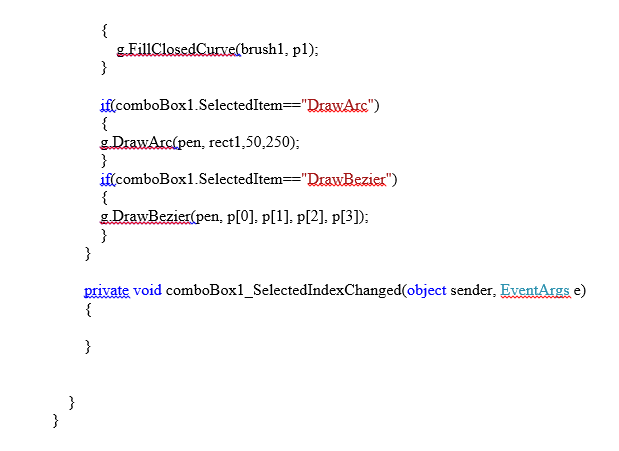 {
g.FillClosedCurve(brush1, p1);
}
if(comboBox1.SelectedItem=="DrawArc")
{
g.DrawArc(pen, rect1,50,250);
}
if(comboBox1.SelectedItem=="DrawBezier")
{
g.DrawBezier(pen, p[0], p[1], p[2], p[3]);
}
}
private void comboBox1_SelectedIndexChanged(object sender, EventArgs e)
{
}
}
}